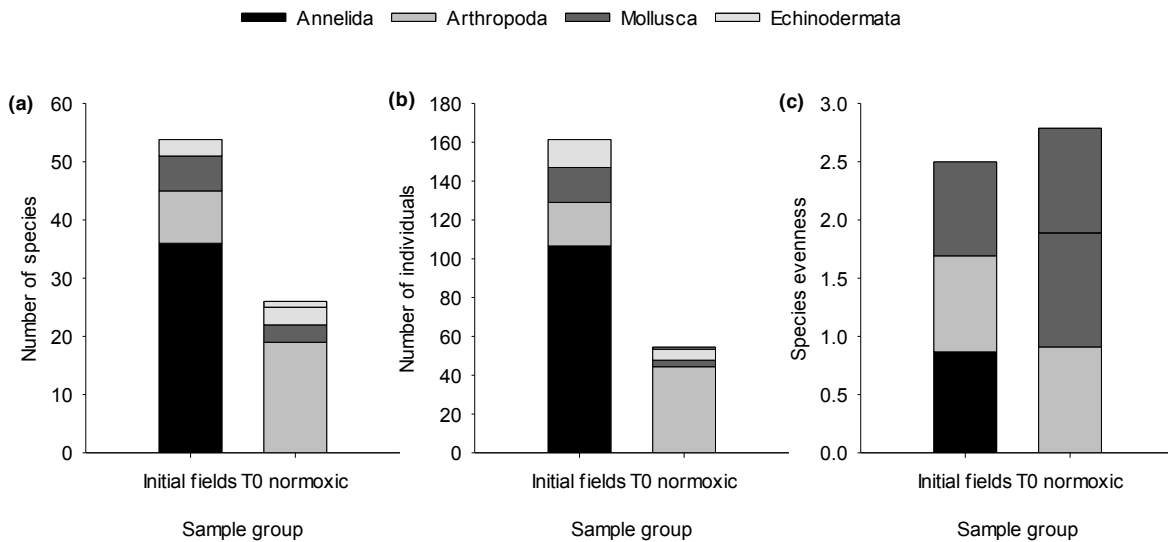 Annelida Arthropoda Mollusca Echinodermata
(a)
Number of species
60
50
40
30
20
10
0
Initial fields T0 normoxic
Sample group
(b)
Number of individuals
180
160
140
120
100
80
60
40
20
0
Initial fields T0 normoxic
Sample group
(c)
Species evenness
3.0
2.5
2.0
1.5
1.0
0.5
0.0
Initial fields T0 normoxic
Sample group